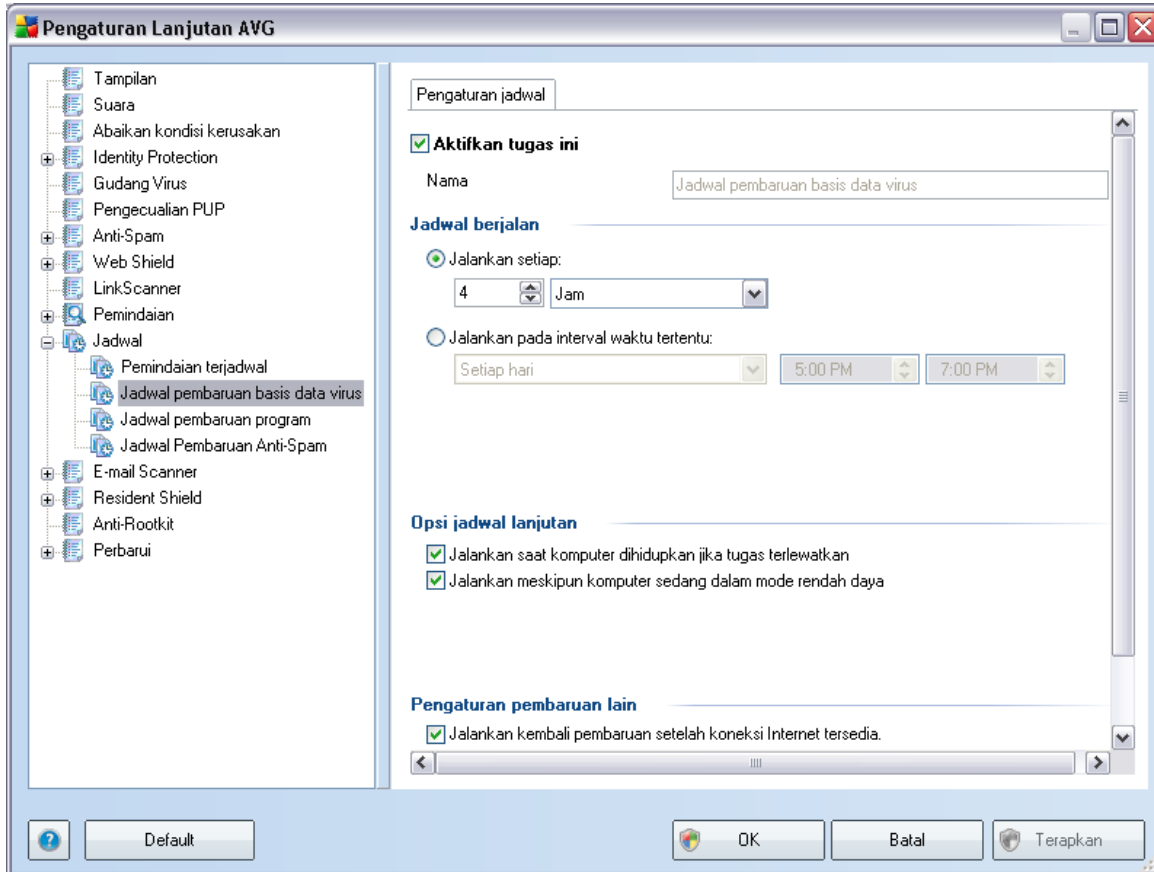 Pengaturan Lanjutan AVG
Tampilan
Suara
Abaikan kondisi kerusakan
Identity Protection
Gudang Virus
Pengecualian PUP
Anti-Spam
Web Shield
LinkScanner
Pemindaian
Jadwal
Pemindaian terjadwal
Jadwal pembaruan basis data virus
Jadwal pembaruan program
Jadwal Pembaruan Anti-Spam
E-mail Scanner
Resident Shield
Anti-Rootkit
Perbarui
Pengaturan jadwal
Aktifkan tugas ini
Nama Jadwal pembaruan basis data virus
Jadwal berjalan
Jalankan setiap:
4 Jam
Jalankan pada interval waktu tertentu:
Setiap hari 5:00 PM 7:00 PM
Opsi jadwal lanjutan
Jalankan saat komputer dihidupkan jika tugas terlewatkan
Jalankan meskipun komputer sedang dalam mode rendah daya
Pengaturan pembaruan lain
Jalankan kembali pembaruan setelah koneksi Internet tersedia.
? Default OK Batal Terapkan